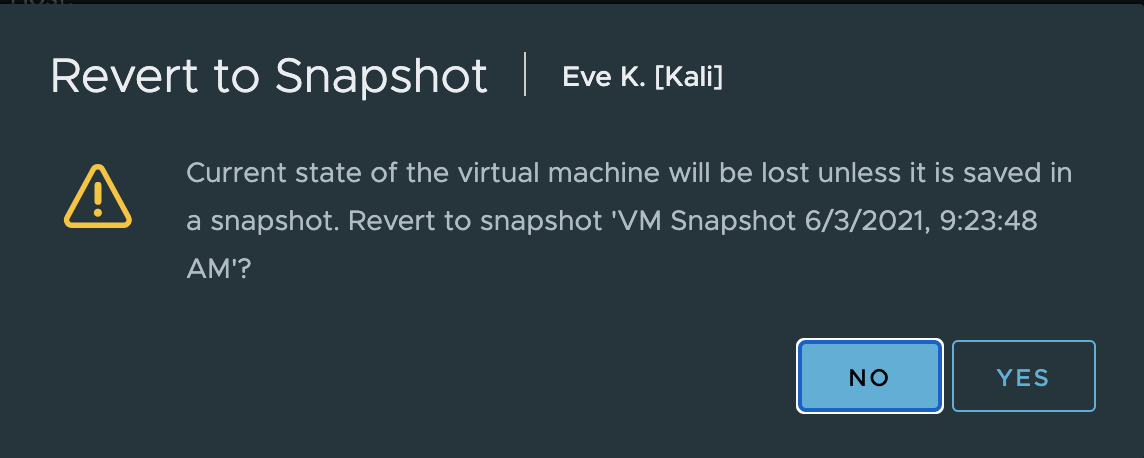 Revert to Snapshot | Eve K. [Kali]
Current state of the virtual machine will be lost unless it is saved in
a snapshot. Revert to snapshot 'VM Snapshot 6/3/2021, 9:23:48
AM'?
NO YES